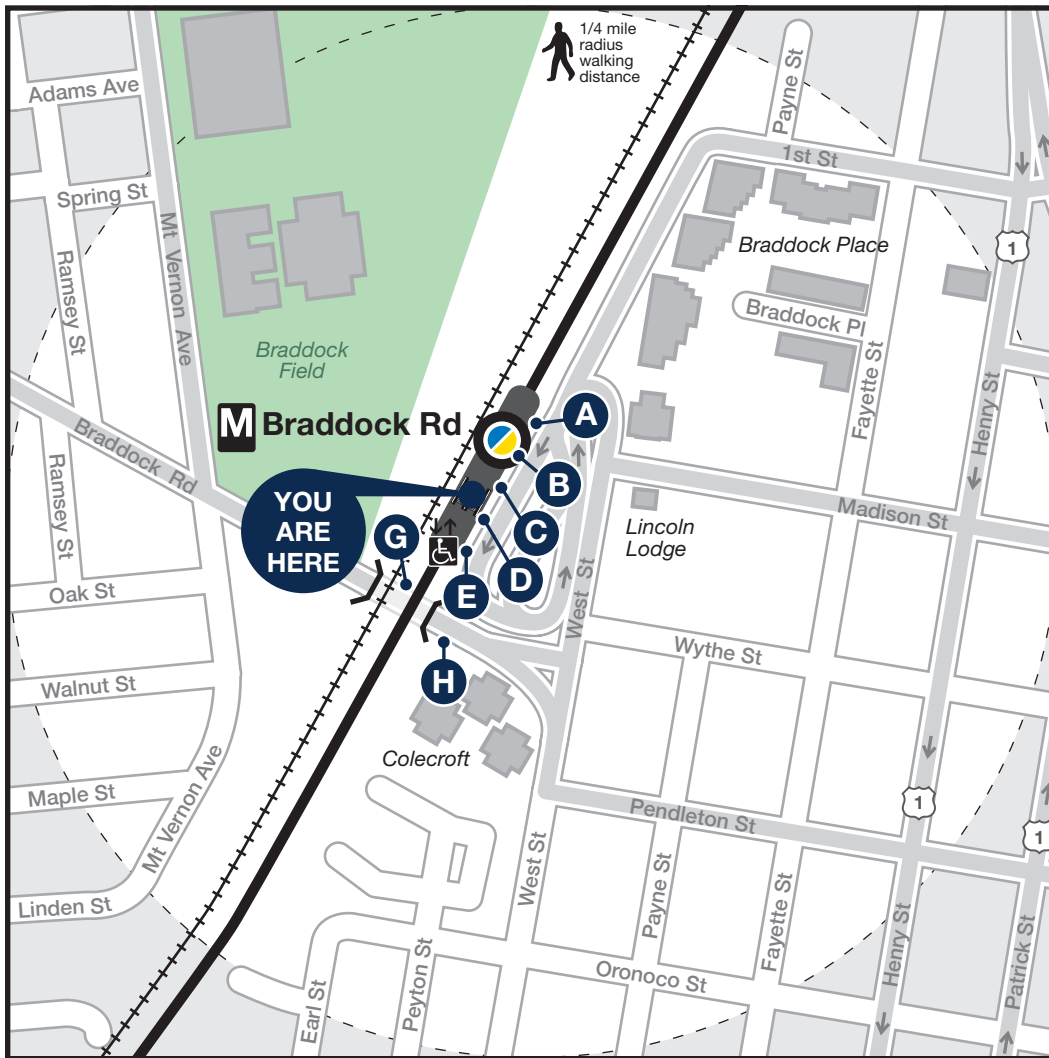 1/4 mile
radius
walking
distance
Payne St
Adams Ave
1st St
Spring St
Mt Vernon Ave
Ramsey St
1
Braddock Place
Braddock Pl
Braddock
Field
Fayette St
Henry St
M Braddock Rd
A
B
Braddock Rd
Ramsey St
YOU
ARE
HERE
C
Madison St
Lincoln
Lodge
G
D
E
Oak St
West St
Wythe St
H
Walnut St
Colecroft
Maple St
Mt Vernon Ave
1
Pendleton St
1
Linden St
West St
Payne St
Fayette St
Henry St
Patrick St
Oronoco St
Peyton St
Earl St